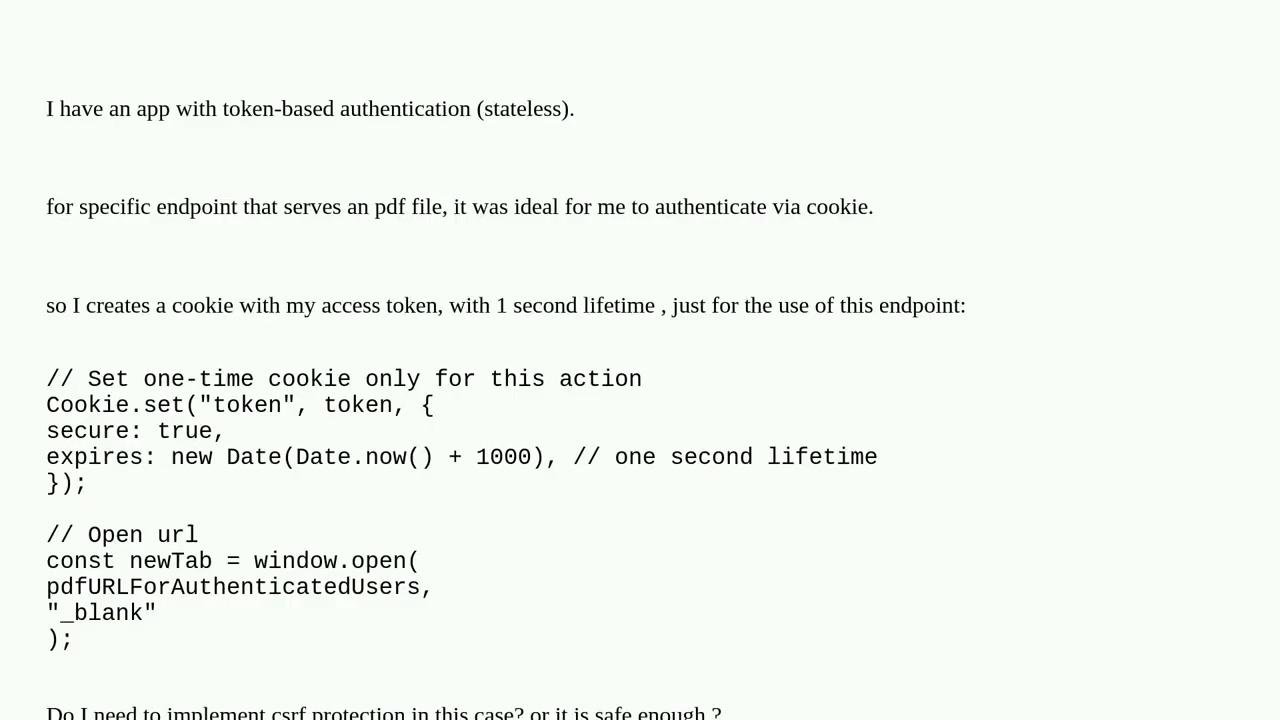 I have an app with token-based authentication (stateless).
for specific endpoint that serves an pdf file, it was ideal for me to authenticate via cookie.
so I creates a cookie with my access token, with 1 second lifetime , just for the use of this endpoint:
// Set one-time cookie only for this action
Cookie.set("token", token, {
secure: true,
expires: new Date(Date.now() + 1000), // one second lifetime
});
// Open url
const newTab = window.open(
pdfURLForAuthenticatedUsers,
"_blank"
);
Do I need to implement csrf protection in this case? or it is safe enough ?